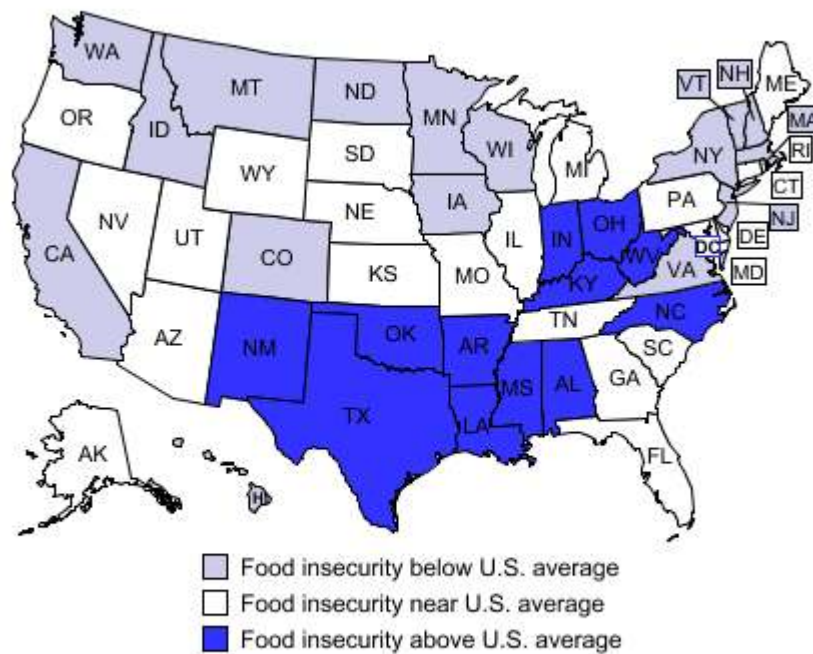 WA
MT
ND
MN
VT
NH
ME
OR
ID
SD
WI
NY
MA
RI
WY
MI
CT
IA
PA
NE
NJ
NV
UT
CO
IL
IN
OH
DE
CA
KS
MO
WV
DC
VA
MD
KY
AZ
NM
OK
AR
TN
NC
SC
MS
AL
GA
TX
LA
FL
AK
HI
Food insecurity below U.S. average
Food insecurity near U.S. average
Food insecurity above U.S. average